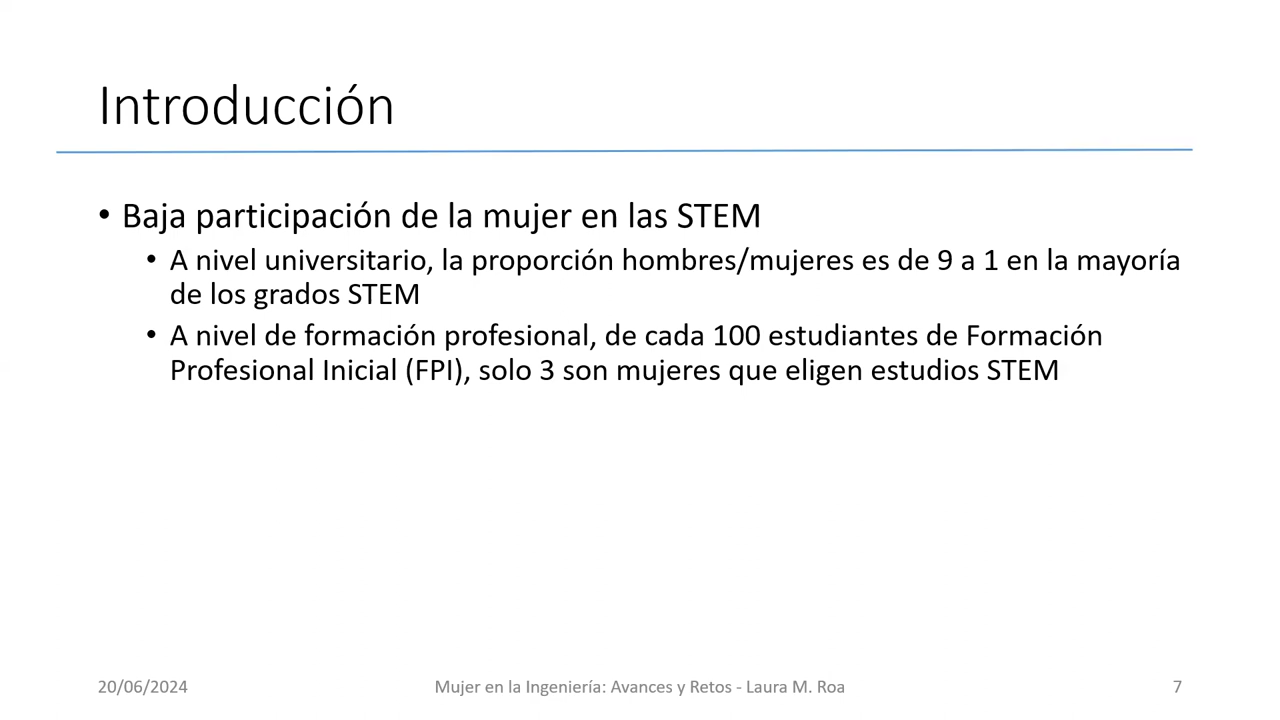 Introducción
• Baja participación de la mujer en las STEM
• A nivel universitario, la proporción hombres/mujeres es de 9 a 1 en la mayoría
de los grados STEM
• A nivel de formación profesional, de cada 100 estudiantes de Formación
Profesional Inicial (FPI), solo 3 son mujeres que eligen estudios STEM
20/06/2024
Mujer en la Ingeniería: Avances y Retos - Laura M. Roa
7